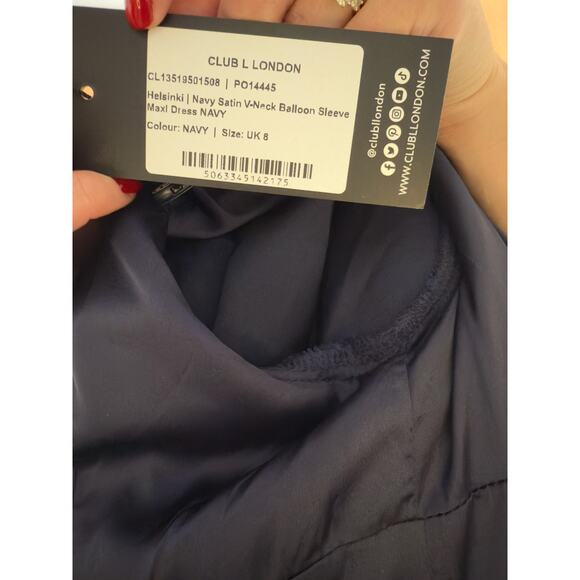 CLUB L LONDON
CL13519501508 | PO14445
Helsinki | Navy Satin V-Neck Balloon Sleeve
Maxi Dress NAVY
Colour: NAVY | Size: UK 8
5063345142175
@clubllondon
WWW.CLUBLLONDON.COM